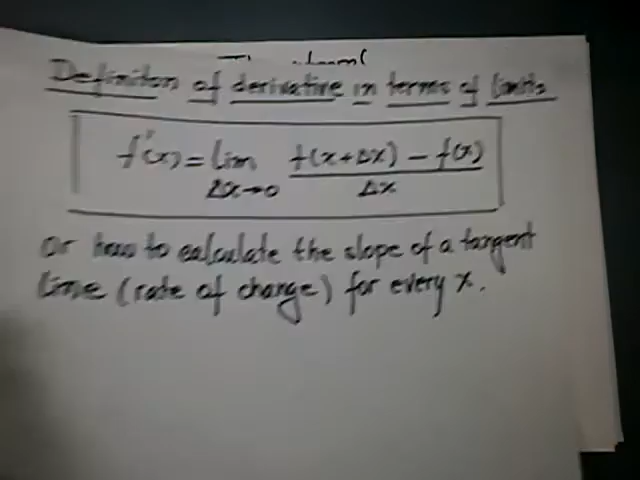 Definiton of derivative in terms of limits
f'(x) = lim Δx→0 f(x+Δx) - f(x) / Δx
or how to calculate the slope of a tangent
line (rate of change) for every x.